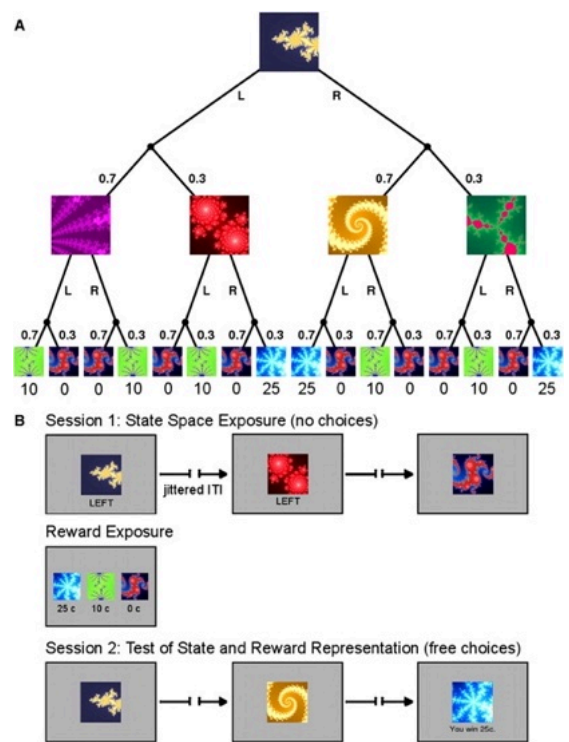 A
L R
0.7 0.3 0.7 0.3
L R L R L R L R
0.7 0.3 0.7 0.3 0.7 0.3 0.7 0.3 0.7 0.3 0.7 0.3 0.7 0.3 0.7 0.3
10 0 0 10 0 10 0 25 25 0 10 0 0 10 0 25
B Session 1: State Space Exposure (no choices)
LEFT jittered ITI LEFT
Reward Exposure
25 c 10 c 0 c
Session 2: Test of State and Reward Representation (free choices)
You win 25c.